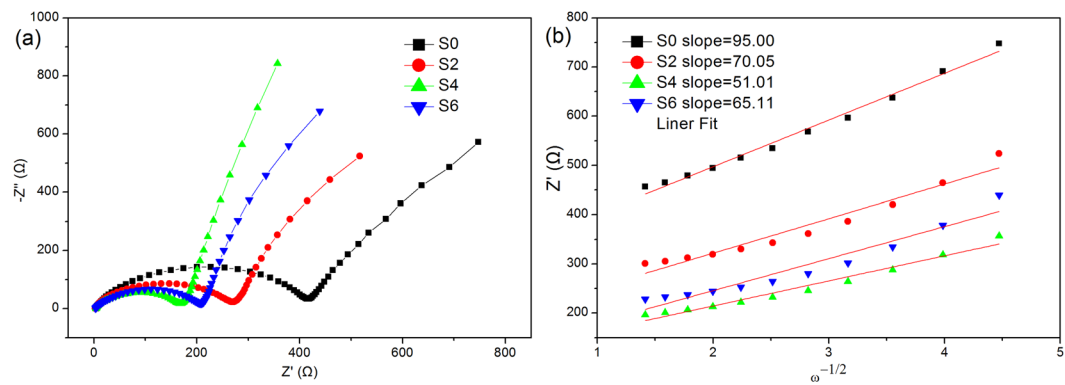 (a)
1000
800
600
400
200
0
-Z'' (Ω)
0 200 400 600 800
Z' (Ω)
S0
S2
S4
S6
(b)
800
700
600
500
400
300
200
Z' (Ω)
1 2 3 4 5
ω−1/2
S0 slope=95.00
S2 slope=70.05
S4 slope=51.01
S6 slope=65.11
Liner Fit